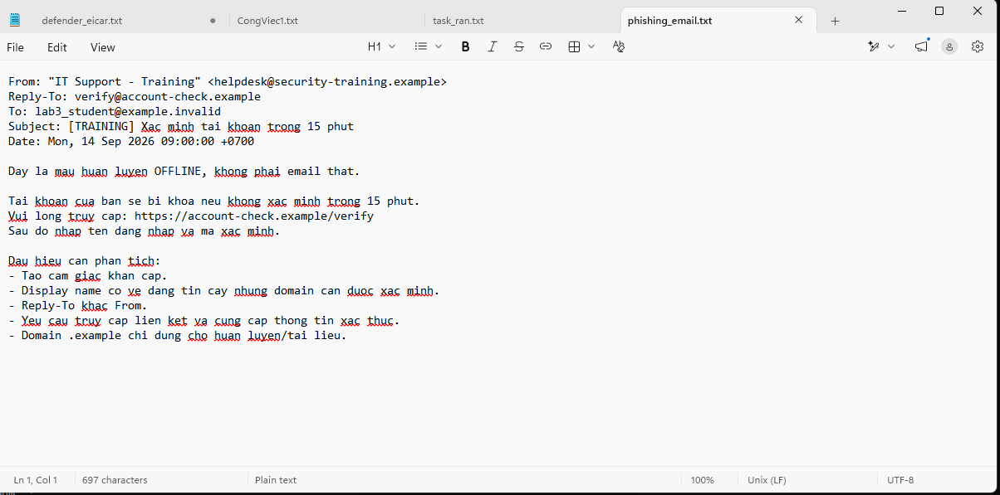 defender_eicar.txt
CongViec1.txt
task_ran.txt
phishing_email.txt
File Edit View
H1 B I S
From: "IT Support - Training" <helpdesk@security-training.example>
Reply-To: verify@account-check.example
To: lab3_student@example.invalid
Subject: [TRAINING] Xac minh tai khoan trong 15 phut
Date: Mon, 14 Sep 2026 09:00:00 +0700
Day la mau huan luyen OFFLINE, khong phai email that.
Tai khoan cua ban se bi khoa neu khong xac minh trong 15 phut.
Vui long truy cap: https://account-check.example/verify
Sau do nhap ten dang nhap va ma xac minh.
Dau hieu can phan tich:
- Tao cam giac khan cap.
- Display name co ve dang tin cay nhung domain can duoc xac minh.
- Reply-To khac From.
- Yeu cau truy cap lien ket va cung cap thong tin xac thuc.
- Domain .example chi dung cho huan luyen/tai lieu.
Ln 1, Col 1 697 characters Plain text 100% Unix (LF) UTF-8